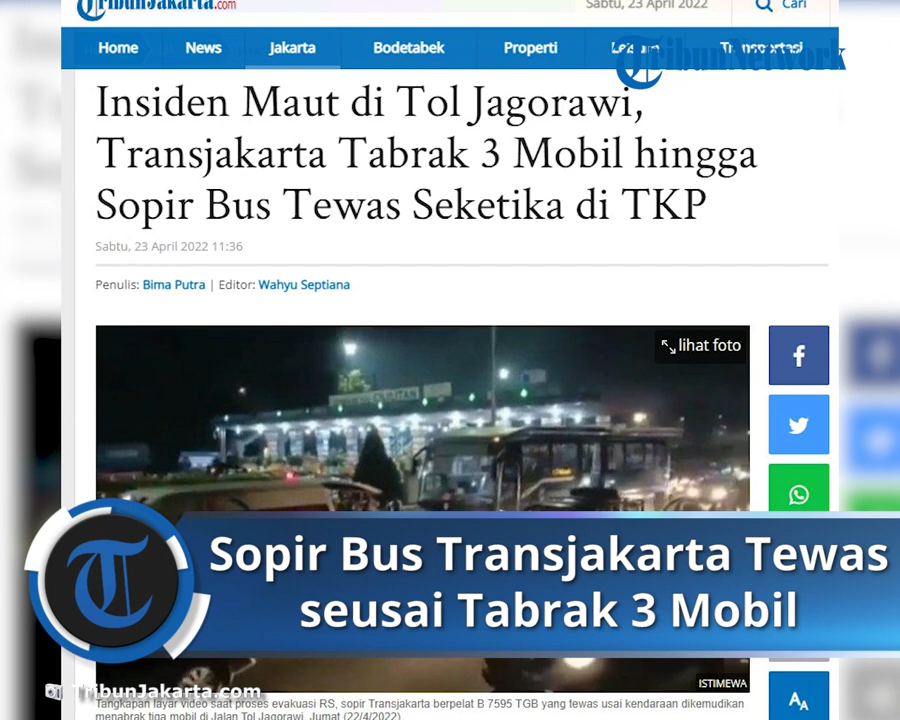 TribunJakarta.com
Sabtu, 23 April 2022
Cari
Home News Jakarta Bodetabek Properti Leisure Transportasi
TribunNetwork
Insiden Maut di Tol Jagorawi,
Transjakarta Tabrak 3 Mobil hingga
Sopir Bus Tewas Seketika di TKP
Sabtu, 23 April 2022 11:36
Penulis: Bima Putra | Editor: Wahyu Septiana
lihat foto
Sopir Bus Transjakarta Tewas
seusai Tabrak 3 Mobil
ISTIMEWA
TribunJakarta.com
Tangkapan layar video saat proses evakuasi RS, sopir Transjakarta berpelat B 7595 TGB yang tewas usai kendaraan dikemudikan
menabrak tiga mobil di Jalan Tol Jagorawi, Jumat (22/4/2022)
AA